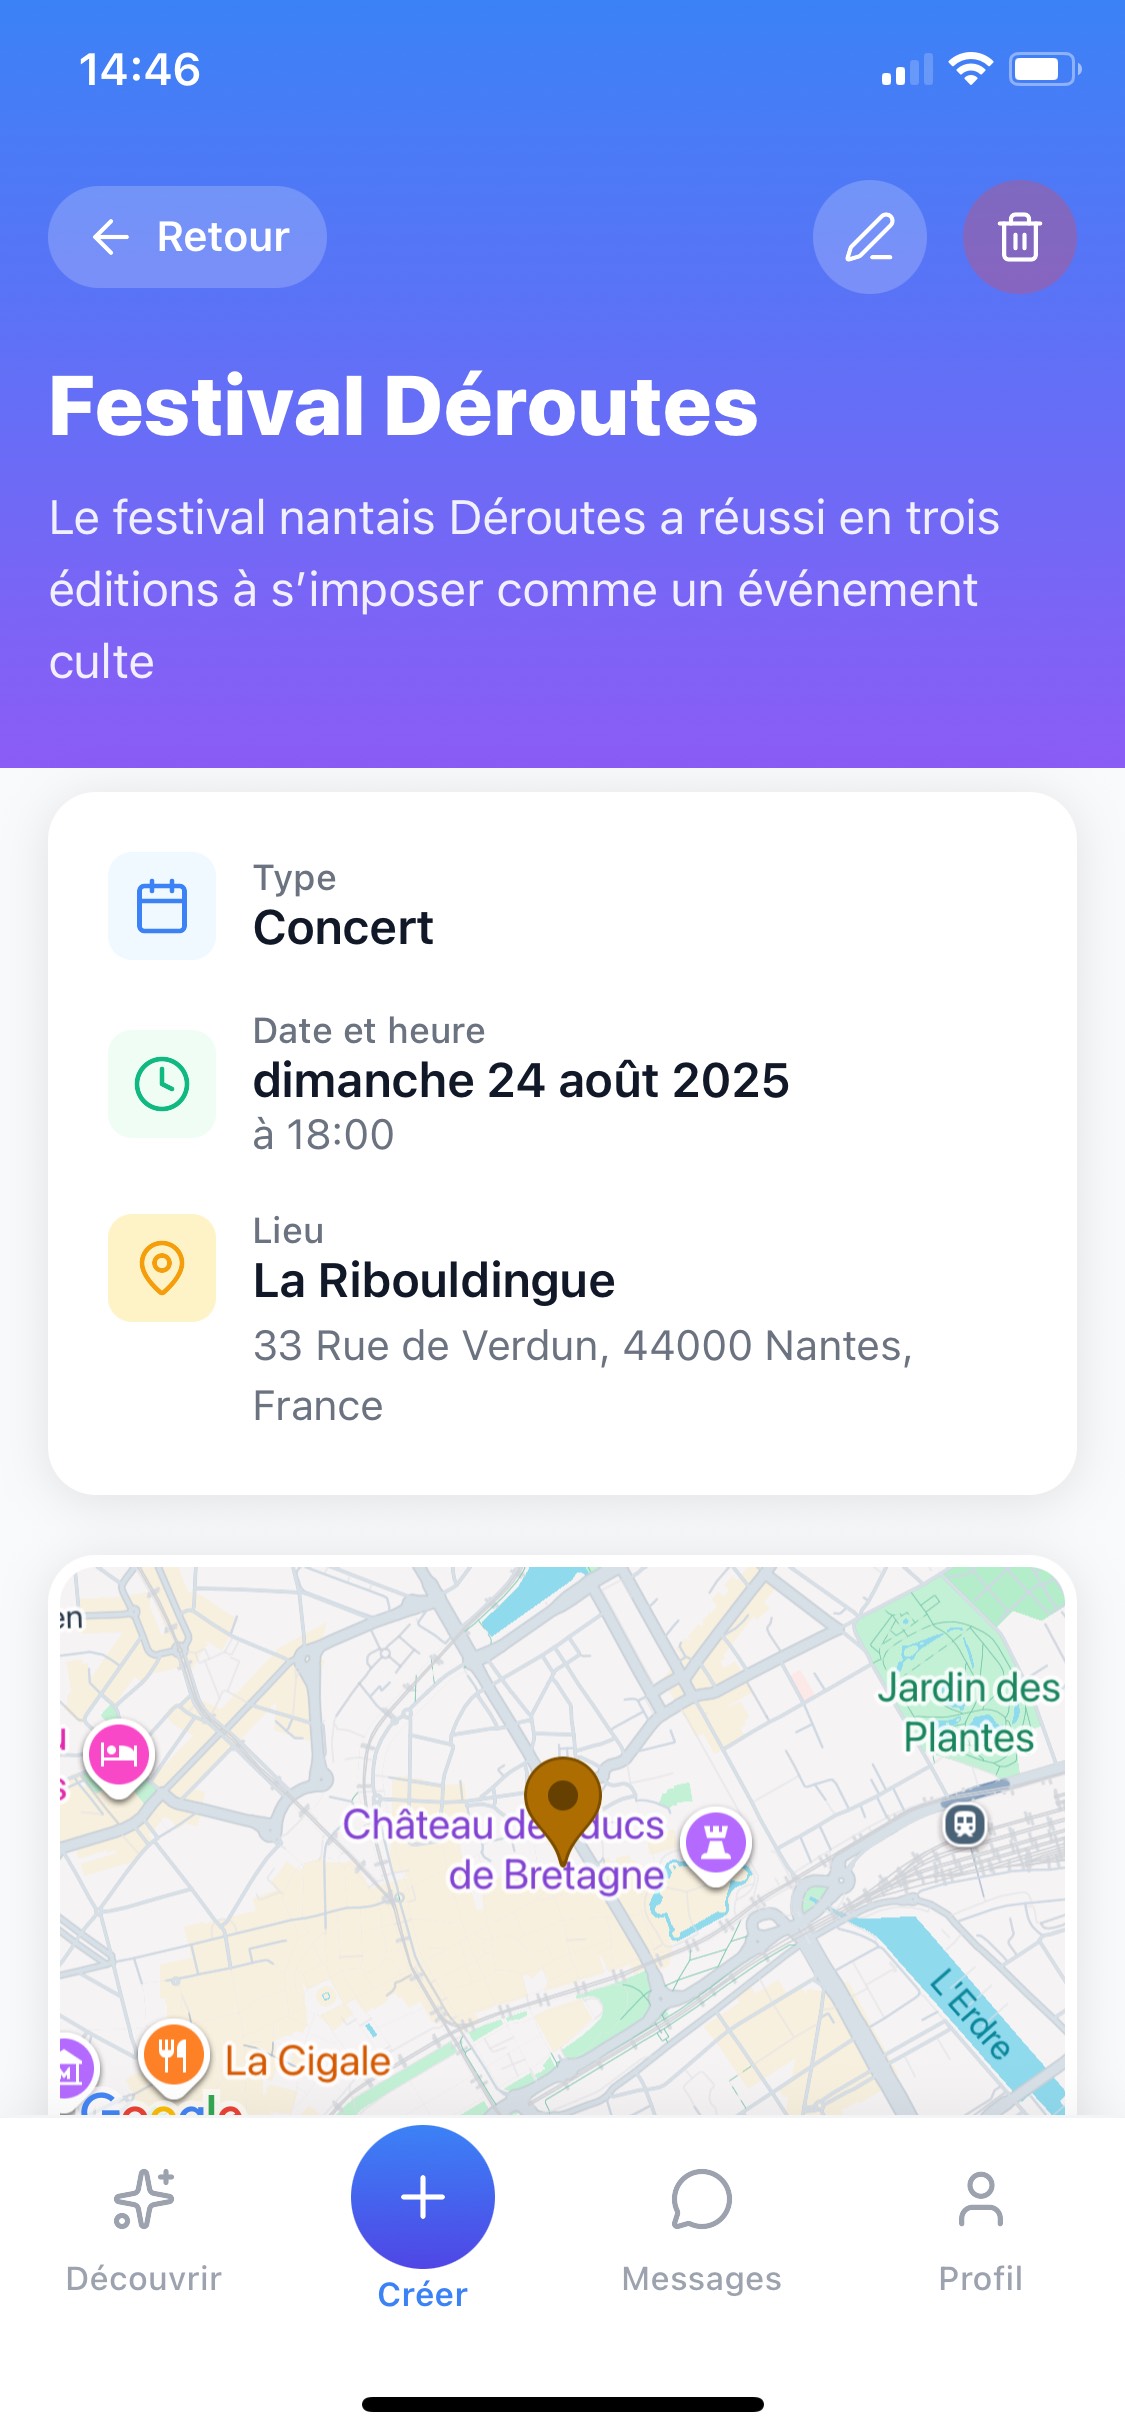 14:46
Retour
Festival Déroutes
Le festival nantais Déroutes a réussi en trois
éditions à s’imposer comme un événement
culte
Type
Concert
Date et heure
dimanche 24 août 2025
à 18:00
Lieu
La Ribouldingue
33 Rue de Verdun, 44000 Nantes,
France
en
Jardin des
Plantes
Château de ducs
de Bretagne
L'Erdre
La Cigale
Google
Découvrir
Créer
Messages
Profil